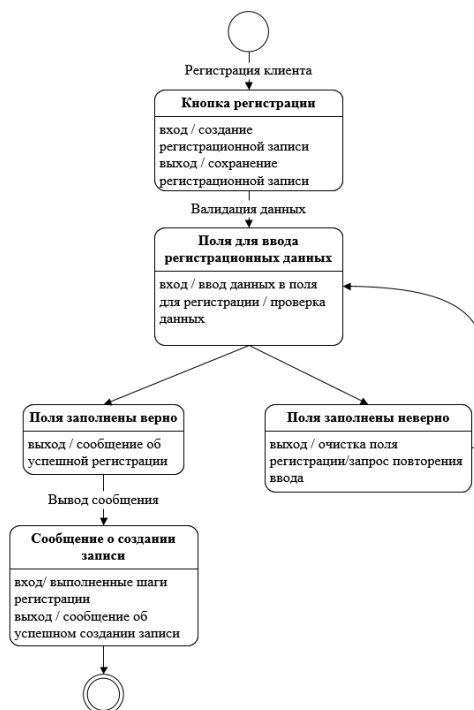 Регистрация клиента
Кнопка регистрации
вход / создание
регистрационной записи
выход / сохранение
регистрационной записи
Валидация данных
Поля для ввода
регистрационных данных
вход / ввод данных в поля
для регистрации / проверка
данных
Поля заполнены верно
выход / сообщение об
успешной регистрации
Поля заполнены неверно
выход / очистка поля
регистрации/запрос повторения
ввода
Вывод сообщения
Сообщение о создании
записи
вход/ выполненные шаги
регистрации
выход / сообщение об
успешном создании записи